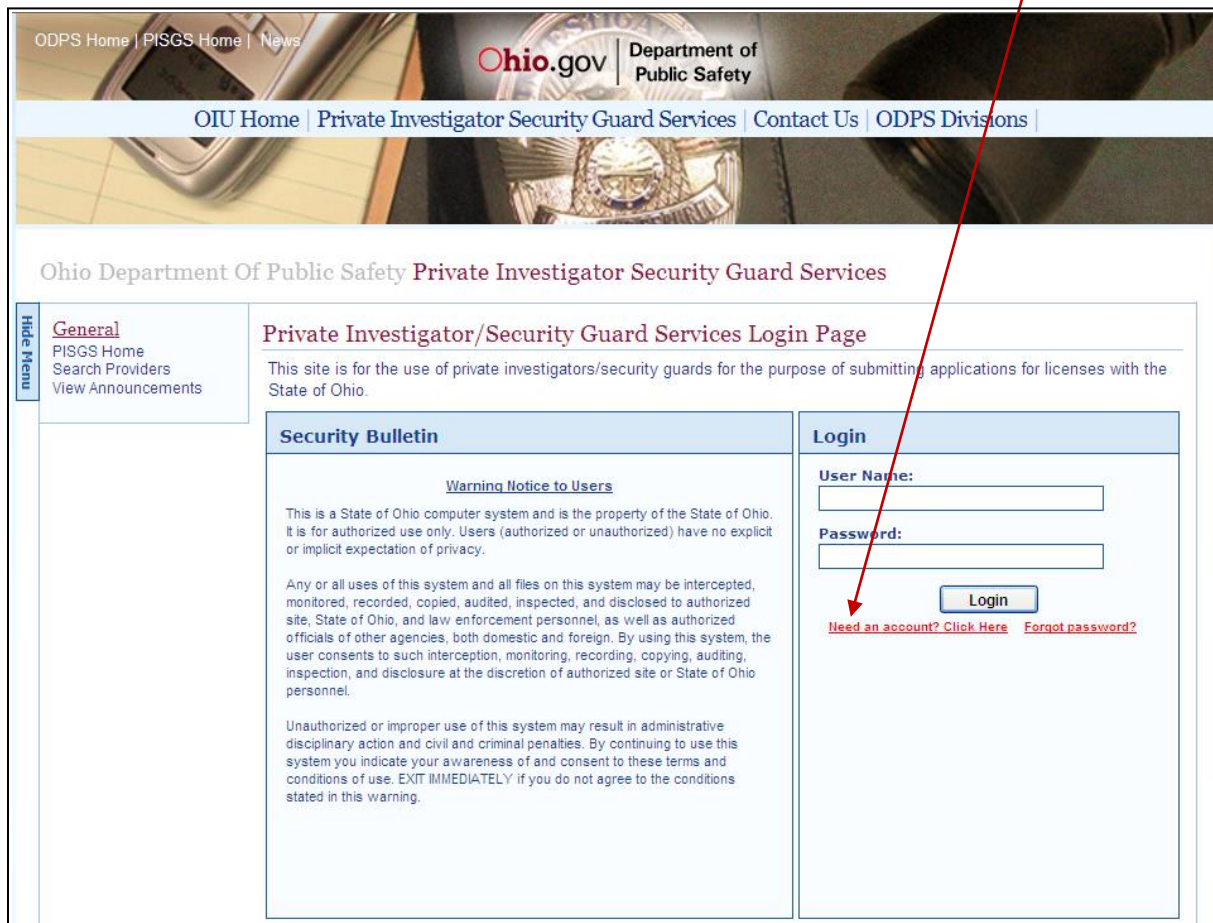 ODPS Home | PISGS Home | News
Ohio.gov | Department of
Public Safety
OIU Home | Private Investigator Security Guard Services | Contact Us | ODPS Divisions |
Ohio Department Of Public Safety Private Investigator Security Guard Services
Hide Menu
General
PISGS Home
Search Providers
View Announcements
Private Investigator/Security Guard Services Login Page
This site is for the use of private investigators/security guards for the purpose of submitting applications for licenses with the
State of Ohio.
Security Bulletin
Warning Notice to Users
This is a State of Ohio computer system and is the property of the State of Ohio.
It is for authorized use only. Users (authorized or unauthorized) have no explicit
or implicit expectation of privacy.
Any or all uses of this system and all files on this system may be intercepted,
monitored, recorded, copied, audited, inspected, and disclosed to authorized
site, State of Ohio, and law enforcement personnel, as well as authorized
officials of other agencies, both domestic and foreign. By using this system, the
user consents to such interception, monitoring, recording, copying, auditing,
inspection, and disclosure at the discretion of authorized site or State of Ohio
personnel.
Unauthorized or improper use of this system may result in administrative
disciplinary action and civil and criminal penalties. By continuing to use this
system you indicate your awareness of and consent to these terms and
conditions of use. EXIT IMMEDIATELY if you do not agree to the conditions
stated in this warning.
Login
User Name:
Password:
Login
Need an account? Click Here Forgot password?